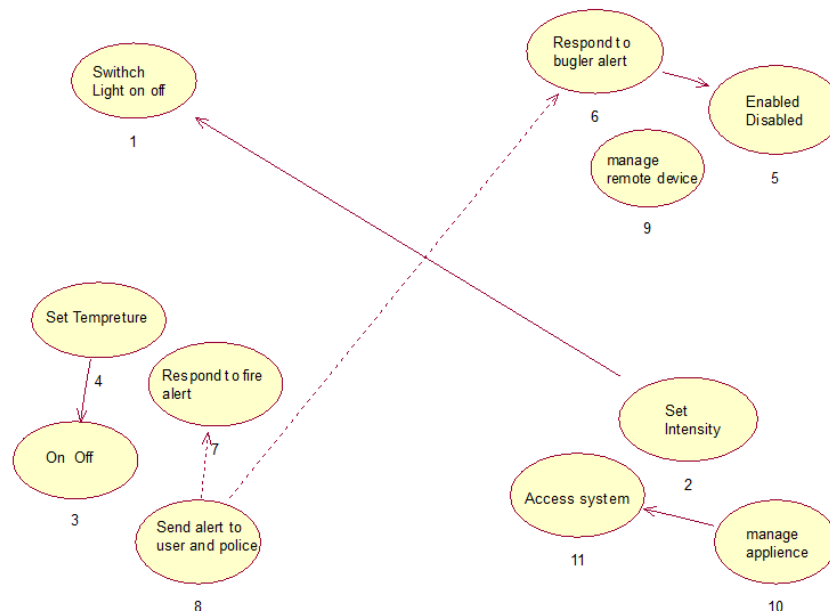 Swithch
Light on off
1
Respond to
bugler alert
6
Enabled
Disabled
5
manage
remote device
9
Set Tempreture
4
Respond to fire
alert
7
On Off
3
Send alert to
user and police
8
Set
Intensity
2
Access system
11
manage
applience
10